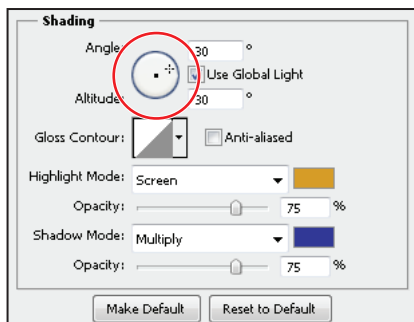 Shading
Angle: 30 °
Use Global Light
Altitude: 30 °
Gloss Contour: Anti-aliased
Highlight Mode: Screen
Opacity: 75 %
Shadow Mode: Multiply
Opacity: 75 %
Make Default Reset to Default